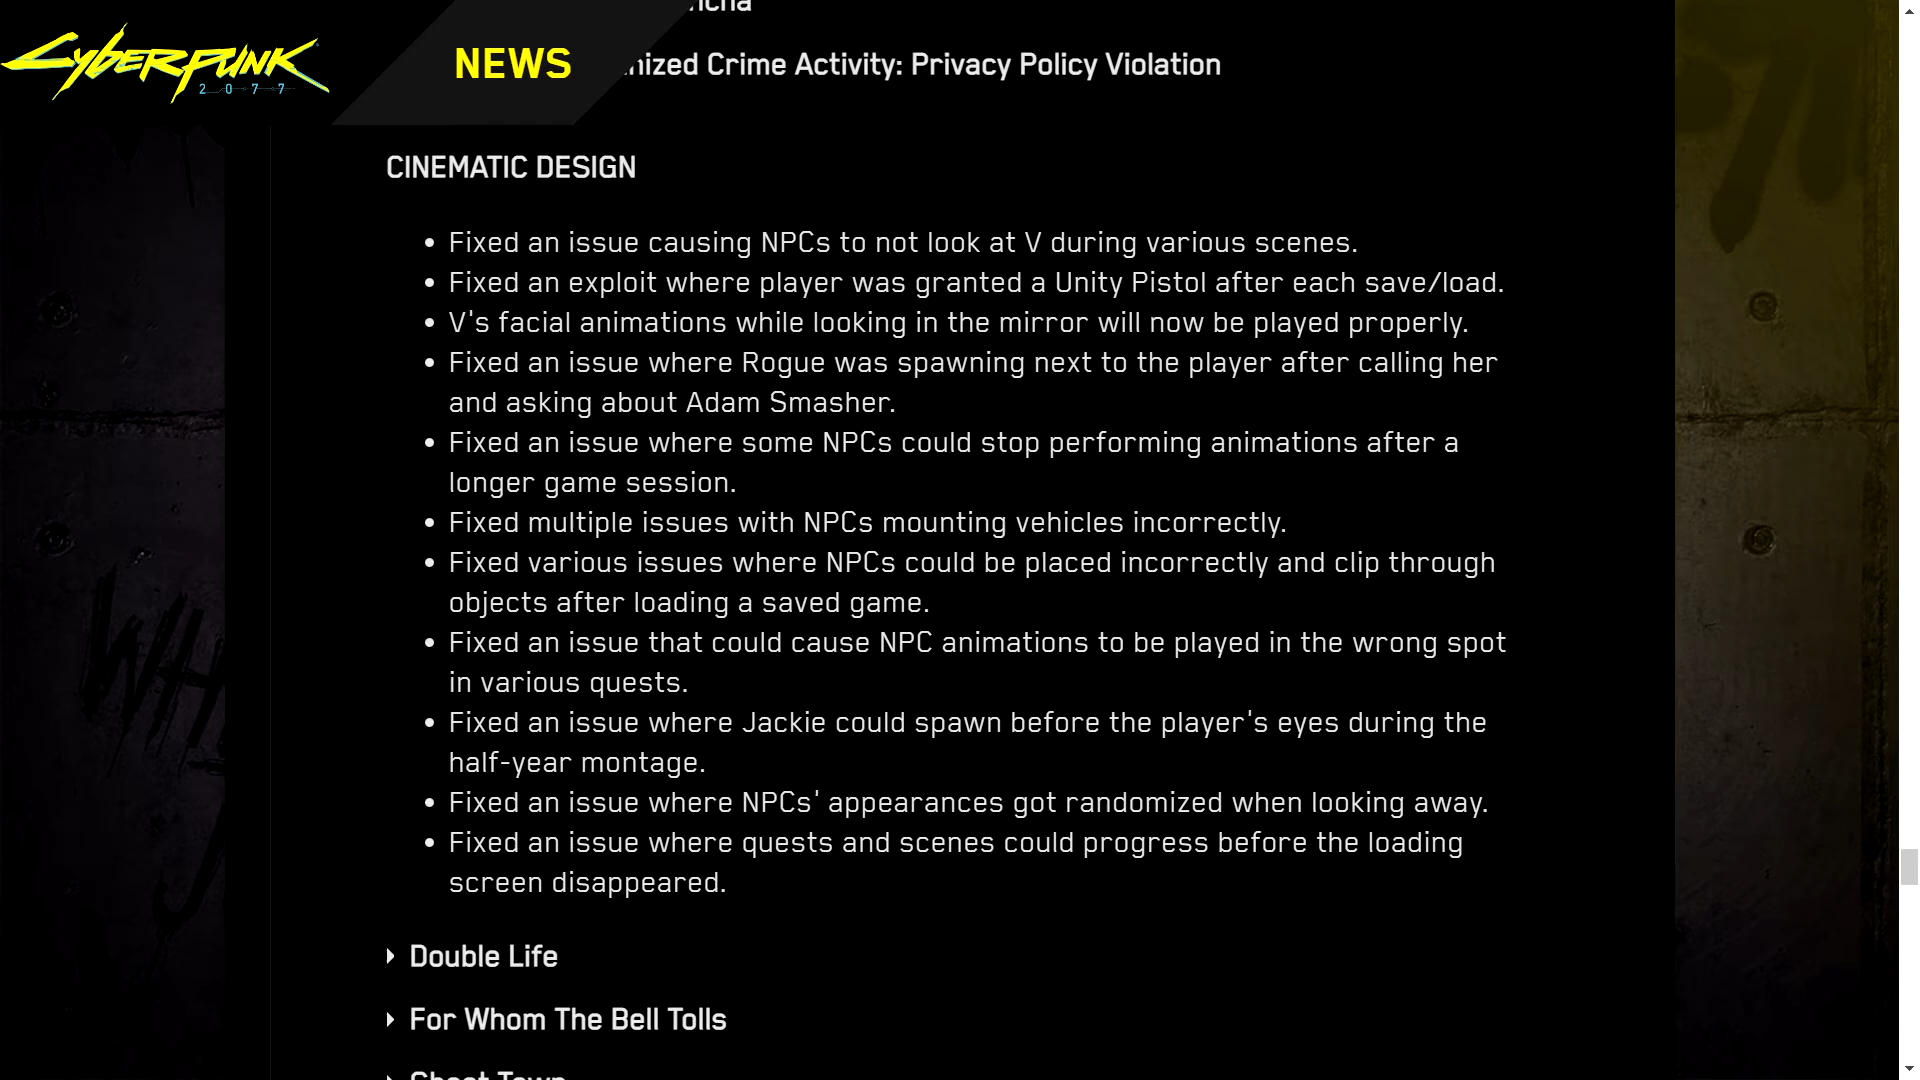 CYBERPUNK
2077
NEWS
Crime Activity: Privacy Policy Violation
CINEMATIC DESIGN
• Fixed an issue causing NPCs to not look at V during various scenes.
• Fixed an exploit where player was granted a Unity Pistol after each save/load.
• V's facial animations while looking in the mirror will now be played properly.
• Fixed an issue where Rogue was spawning next to the player after calling her
and asking about Adam Smasher.
• Fixed an issue where some NPCs could stop performing animations after a
longer game session.
• Fixed multiple issues with NPCs mounting vehicles incorrectly.
• Fixed various issues where NPCs could be placed incorrectly and clip through
objects after loading a saved game.
• Fixed an issue that could cause NPC animations to be played in the wrong spot
in various quests.
• Fixed an issue where Jackie could spawn before the player's eyes during the
half-year montage.
• Fixed an issue where NPCs' appearances got randomized when looking away.
• Fixed an issue where quests and scenes could progress before the loading
screen disappeared.
Double Life
For Whom The Bell Tolls